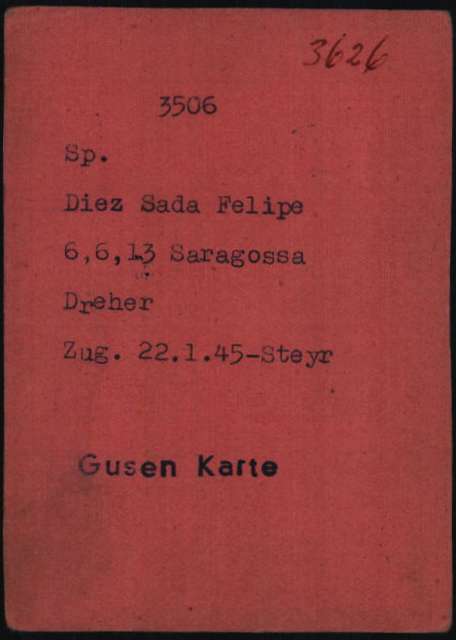 3626
3506
Sp.
Diez Sada Felipe
6,6,13 Saragossa
Dreher
Zug. 22.1.45-Steyr
Gusen Karte